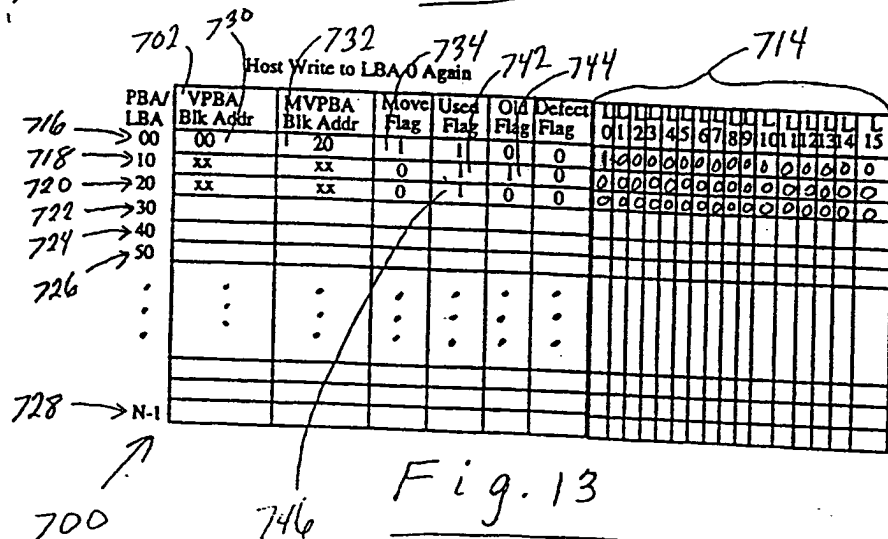 702 730 732 734 742 744 714
Host Write to LBA 0 Again
PBA/ LBA VPBA/ Blk Addr MVPBA Blk Addr Move Flag Used Flag Old Flag Defect Flag L 0 L 1 L 2 L 3 L 4 L 5 L 6 L 7 L 8 L 9 L 10 L 11 L 12 L 13 L 14 L 15
716 00 00 20 1 1 0 0 1 0 0 0 0 0 0 0 0 0 0 0 0 0 0 0
718 10 xx xx 0 1 1 0 0 0 0 0 0 0 0 0 0 0 0 0 0 0 0 0
720 20 xx xx 0 1 0 0 0 0 0 0 0 0 0 0 0 0 0 0 0 0 0 0
722 30
724 40
726 50
728 N-1
700 746 Fig. 13